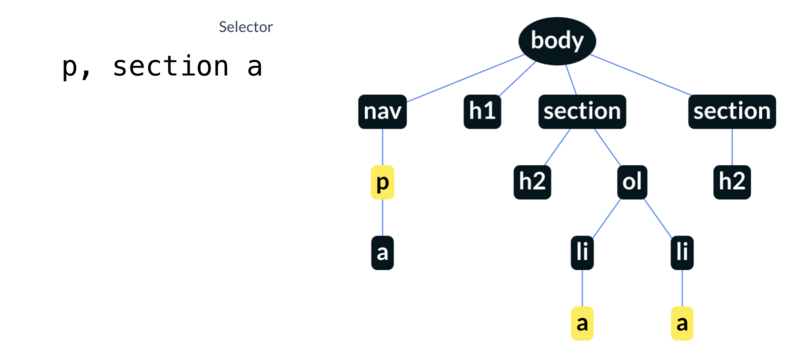 Selector
p, section a
body
nav h1 section section
p h2 ol h2
a li li
a a